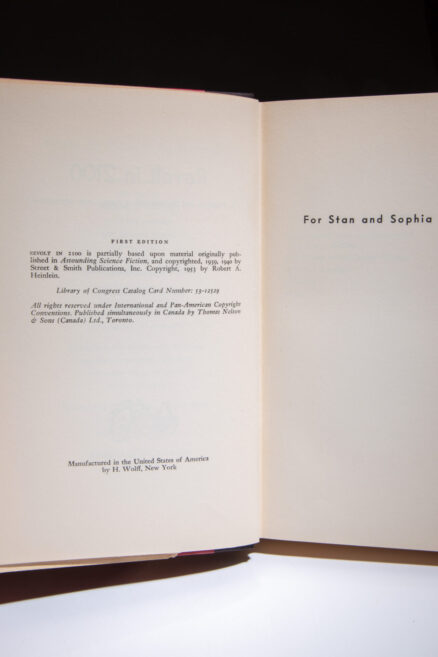 FIRST EDITION
REVOLT IN 2100 is partially based upon material originally pub-
lished in Astounding Science Fiction, and copyrighted, 1939, 1940 by
Street & Smith Publications, Inc. Copyright, 1953 by Robert A.
Heinlein.
Library of Congress Catalog Card Number: 53-12529
All rights reserved under International and Pan-American Copyright
Conventions. Published simultaneously in Canada by Thomas Nelson
& Sons (Canada) Ltd., Toronto.
Manufactured in the United States of America
by H. Wolff, New York
For Stan and Sophia